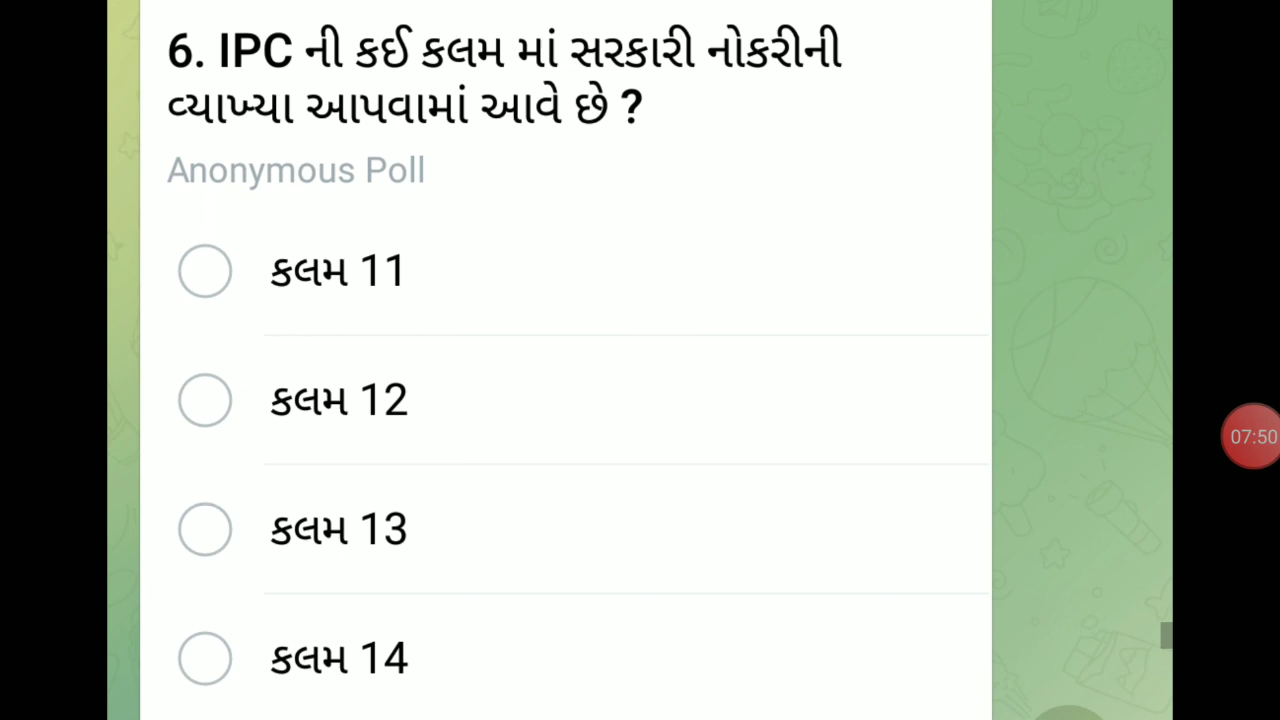 6. IPC ની કઈ કલમ માં સરકારી નોકરીની
વ્યાખ્યા આપવામાં આવે છે ?
Anonymous Poll
કલમ 11
કલમ 12
07:50
કલમ 13
કલમ 14